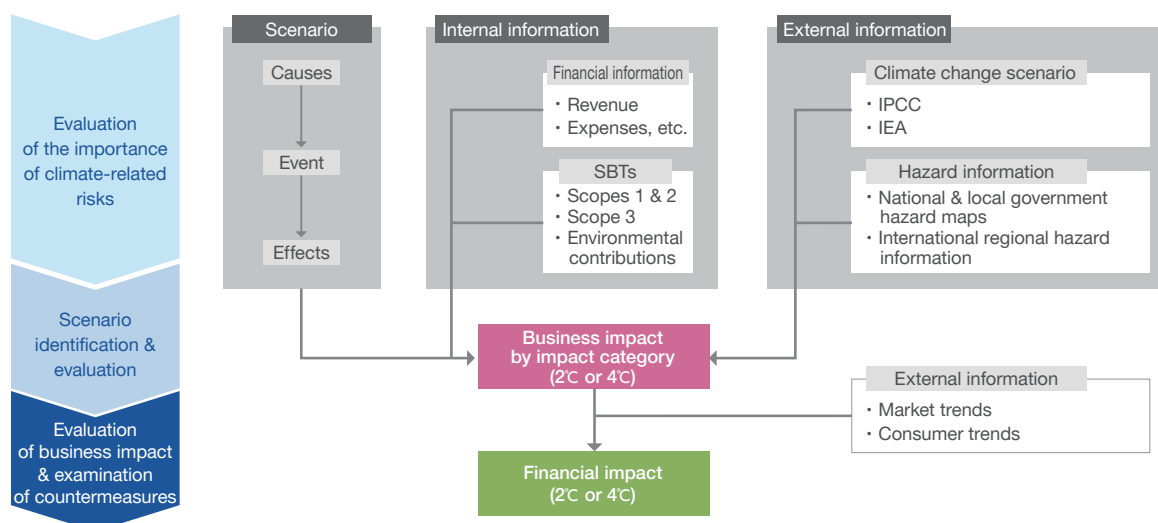 Evaluation
of the importance
of climate-related
risks
Scenario
identification &
evaluation
Evaluation
of business impact
& examination
of countermeasures
Scenario
Causes
Event
Effects
Internal information
Financial information
・Revenue
・Expenses, etc.
SBTs
・Scopes 1 & 2
・Scope 3
・Environmental
contributions
External information
Climate change scenario
・IPCC
・IEA
Hazard information
・National & local government
hazard maps
・International regional hazard
information
Business impact
by impact category
(2℃ or 4℃)
External information
・Market trends
・Consumer trends
Financial impact
(2℃ or 4℃)